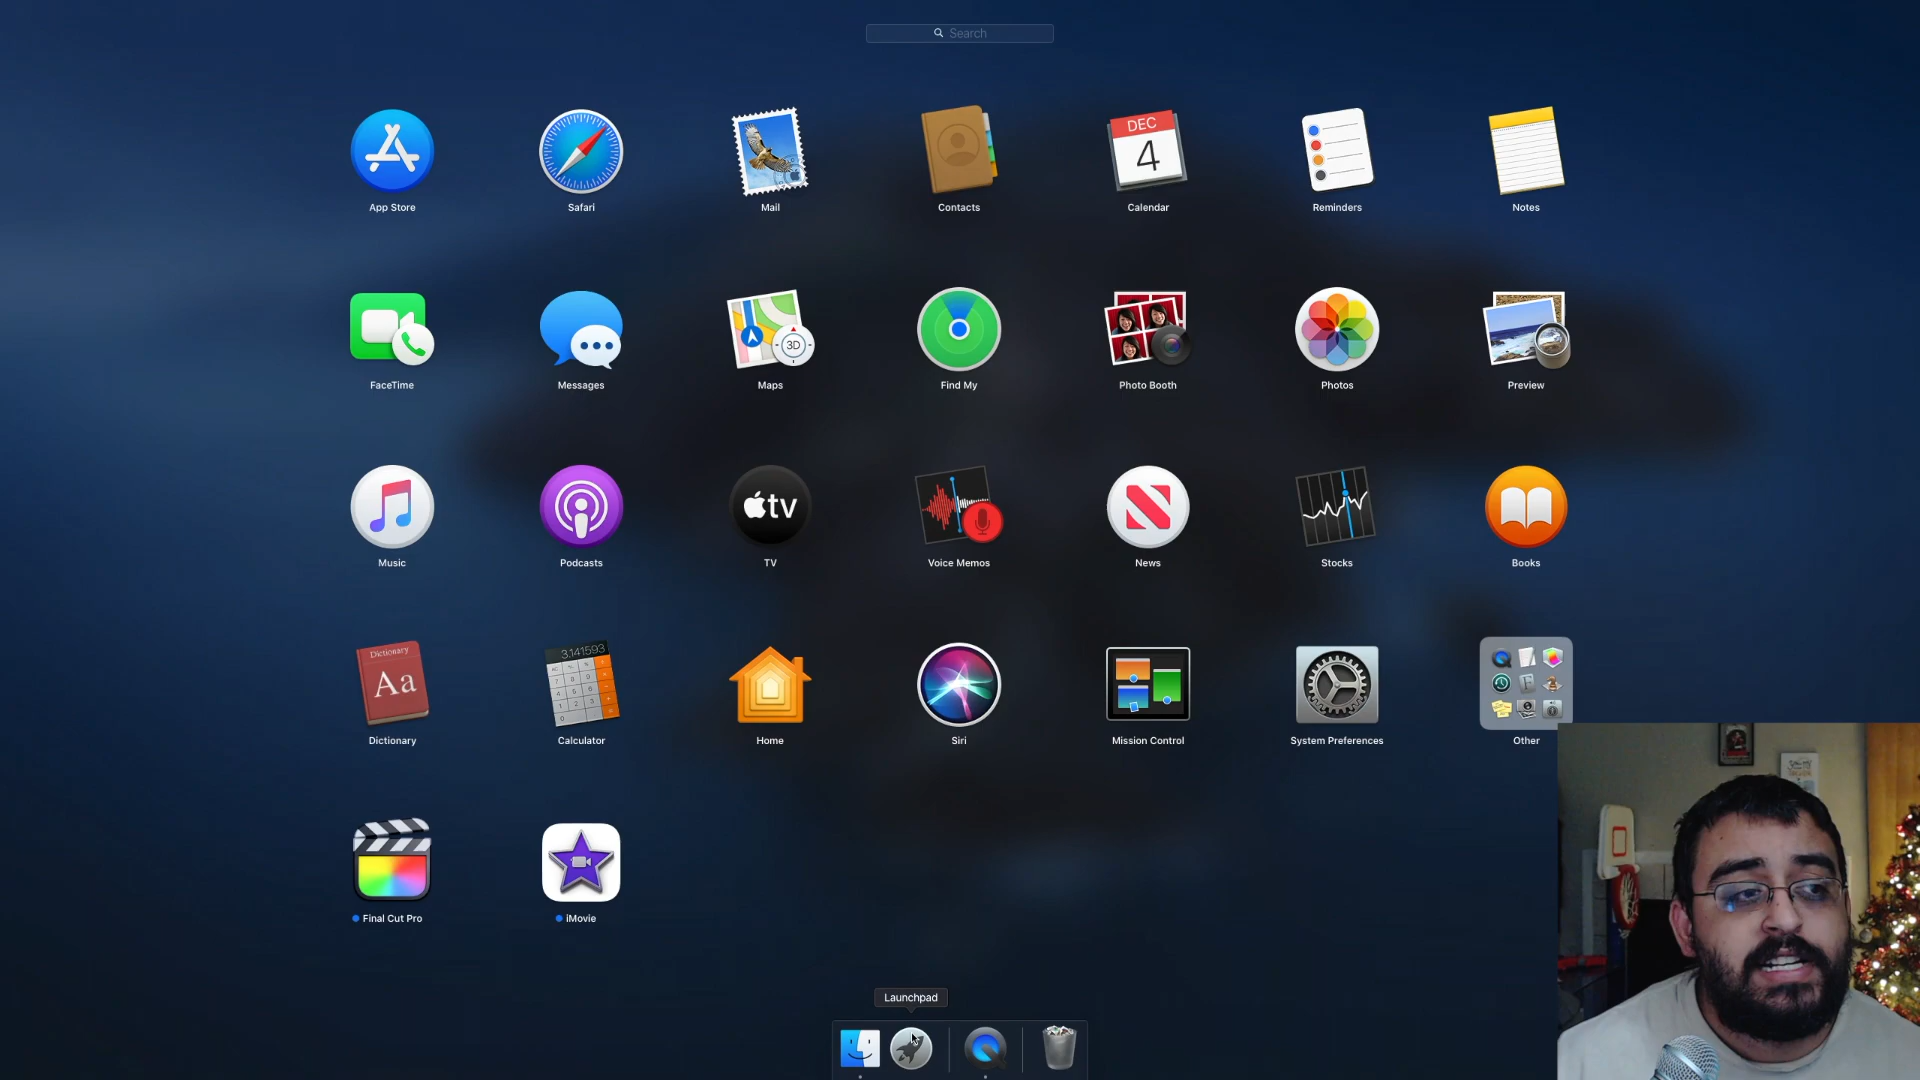 Search
DEC
4
App Store
Safari
Mail
Contacts
Calendar
Reminders
Notes
3D
FaceTime
Messages
Maps
Find My
Photo Booth
Photos
Preview
tv
Music
Podcasts
TV
Voice Memos
News
Stocks
Books
Dictionary
Aa
3.141593
Dictionary
Calculator
Home
Siri
Mission Control
System Preferences
Other
Final Cut Pro
iMovie
Launchpad